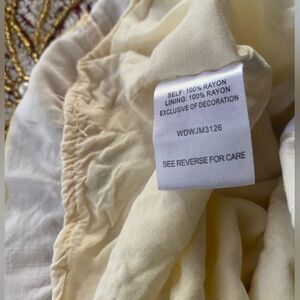 SELF: 100% RAYON
LINING: 100% RAYON
EXCLUSIVE OF DECORATION
WDWJM3126
SEE REVERSE FOR CARE